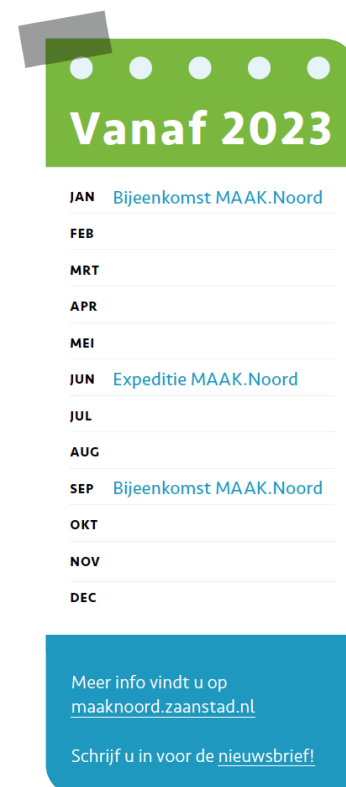 Vanaf 2023
JAN Bijeenkomst MAAK.Noord
FEB
MRT
APR
MEI
JUN Expeditie MAAK.Noord
JUL
AUG
SEP Bijeenkomst MAAK.Noord
OKT
NOV
DEC
Meer info vindt u op
maaknoord.zaanstad.nl
Schrijf u in voor de nieuwsbrief!